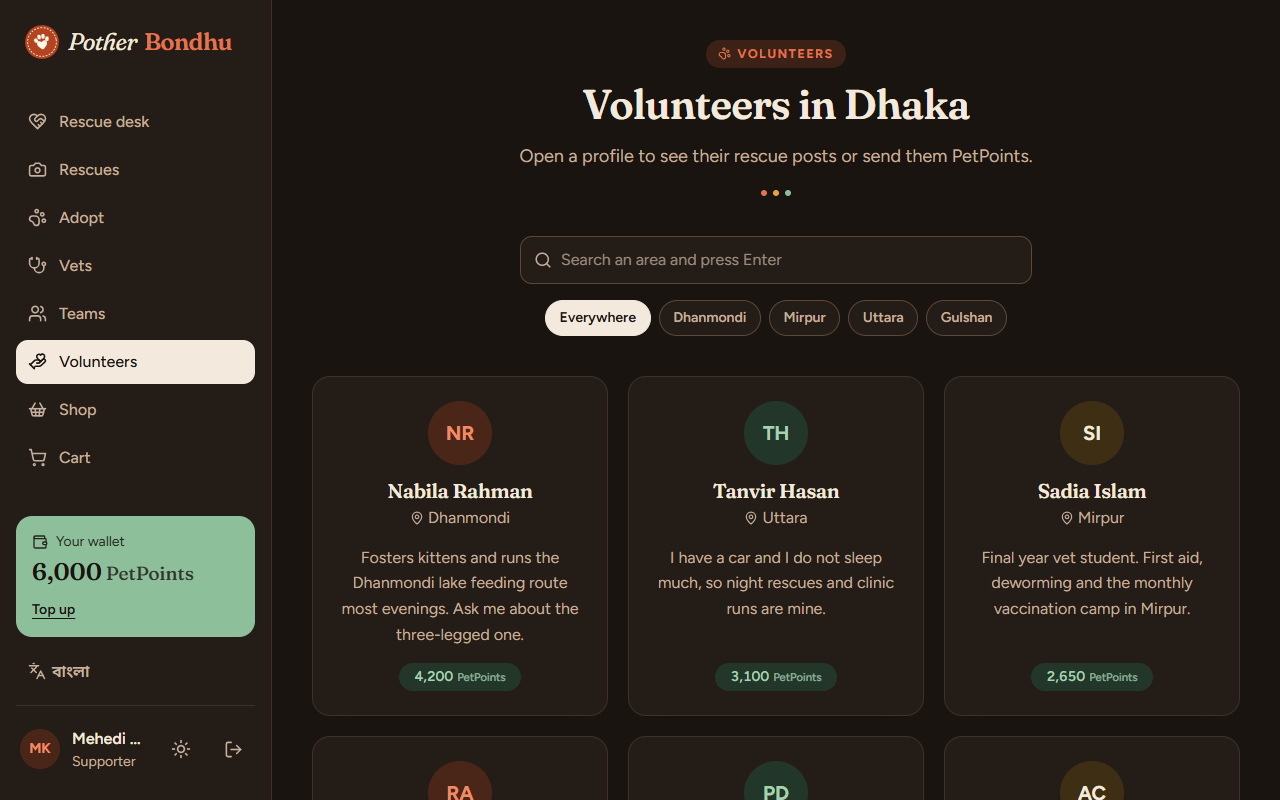 Pother Bondhu
Rescue desk
Rescues
Adopt
Vets
Teams
Volunteers
Shop
Cart
Your wallet
6,000 PetPoints
Top up
বাংলা
MK
Mehedi ...
Supporter
VOLUNTEERS
Volunteers in Dhaka
Open a profile to see their rescue posts or send them PetPoints.
Search an area and press Enter
Everywhere
Dhanmondi
Mirpur
Uttara
Gulshan
NR
Nabila Rahman
Dhanmondi
Fosters kittens and runs the
Dhanmondi lake feeding route
most evenings. Ask me about the
three-legged one.
4,200 PetPoints
TH
Tanvir Hasan
Uttara
I have a car and I do not sleep
much, so night rescues and clinic
runs are mine.
3,100 PetPoints
SI
Sadia Islam
Mirpur
Final year vet student. First aid,
deworming and the monthly
vaccination camp in Mirpur.
2,650 PetPoints
RA
PD
AC